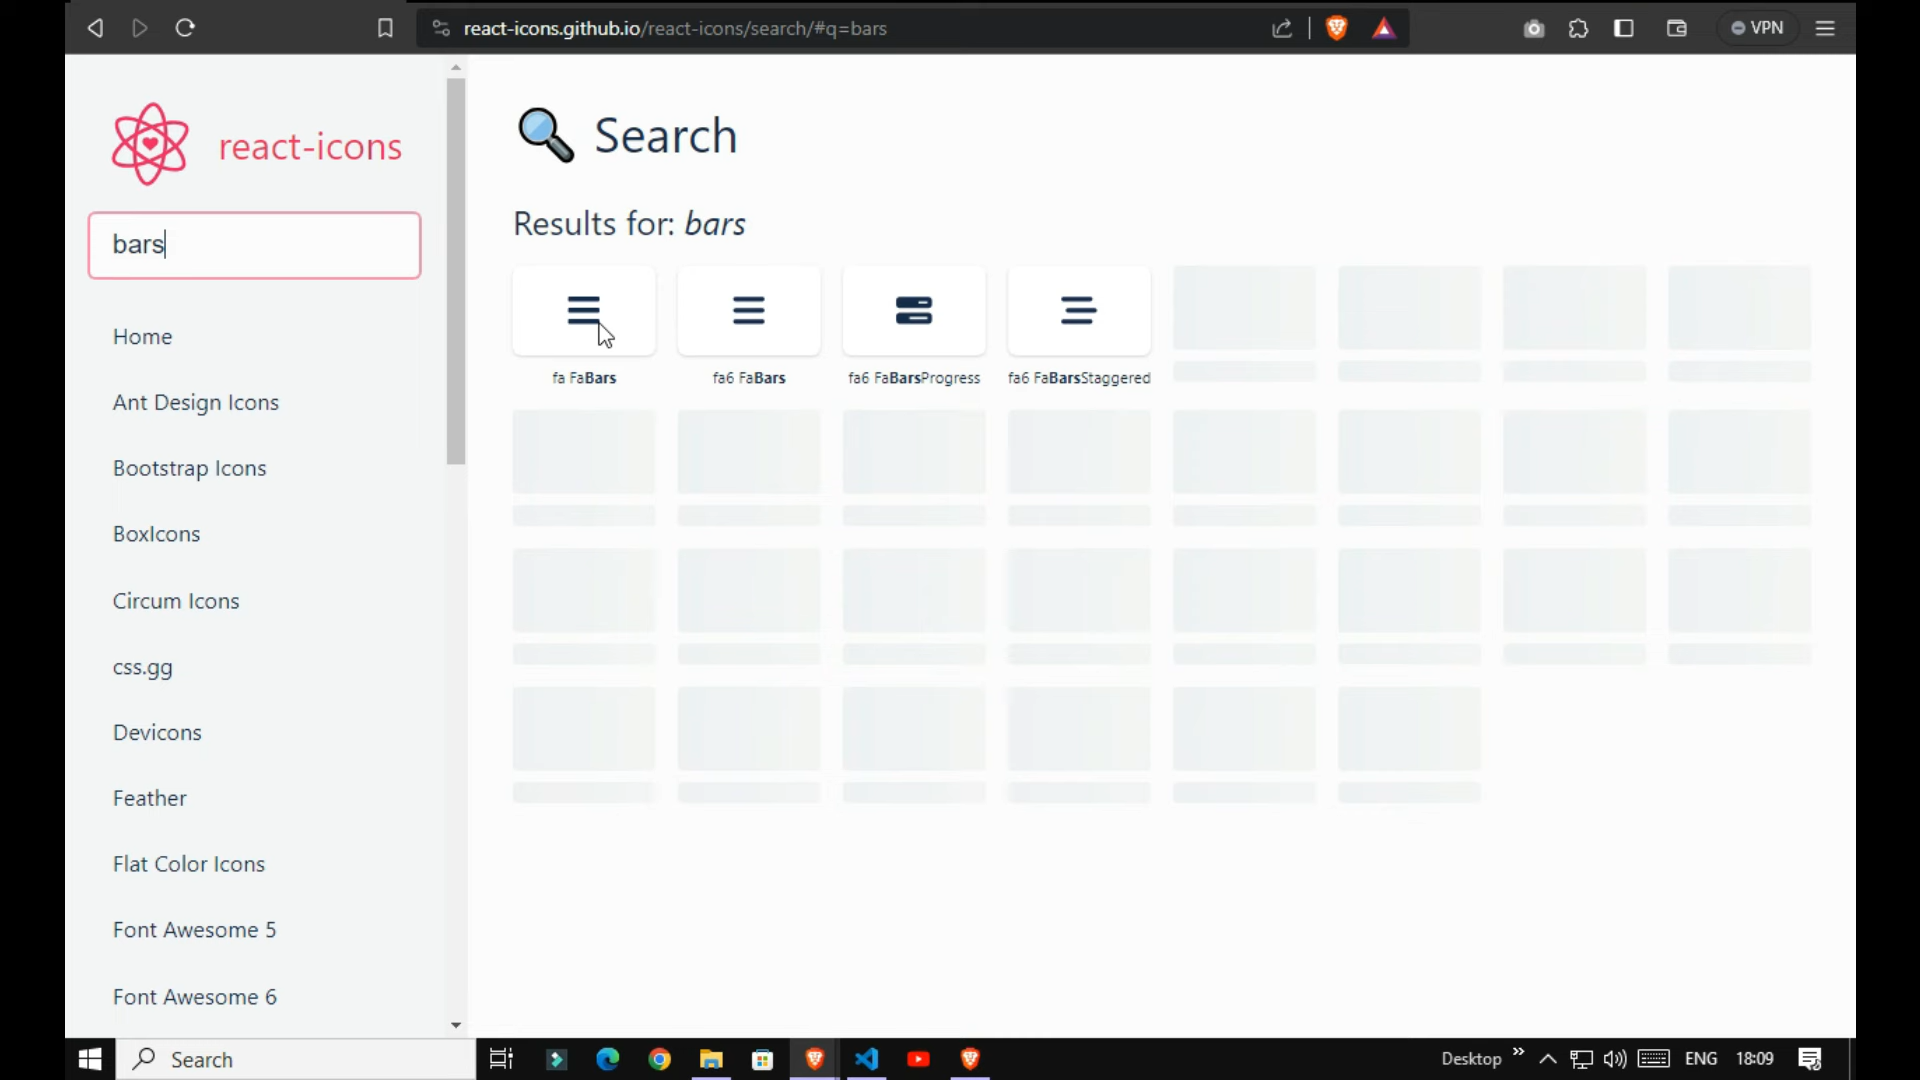 react-icons.github.io/react-icons/search/#q=bars
VPN
react-icons
bars
Home
Ant Design Icons
Bootstrap Icons
BoxIcons
Circum Icons
css.gg
Devicons
Feather
Flat Color Icons
Font Awesome 5
Font Awesome 6
Search
Results for: bars
fa FaBars
fa6 FaBars
fa6 FaBarsProgress
fa6 FaBarsStaggered
Search
Desktop
ENG
18:09